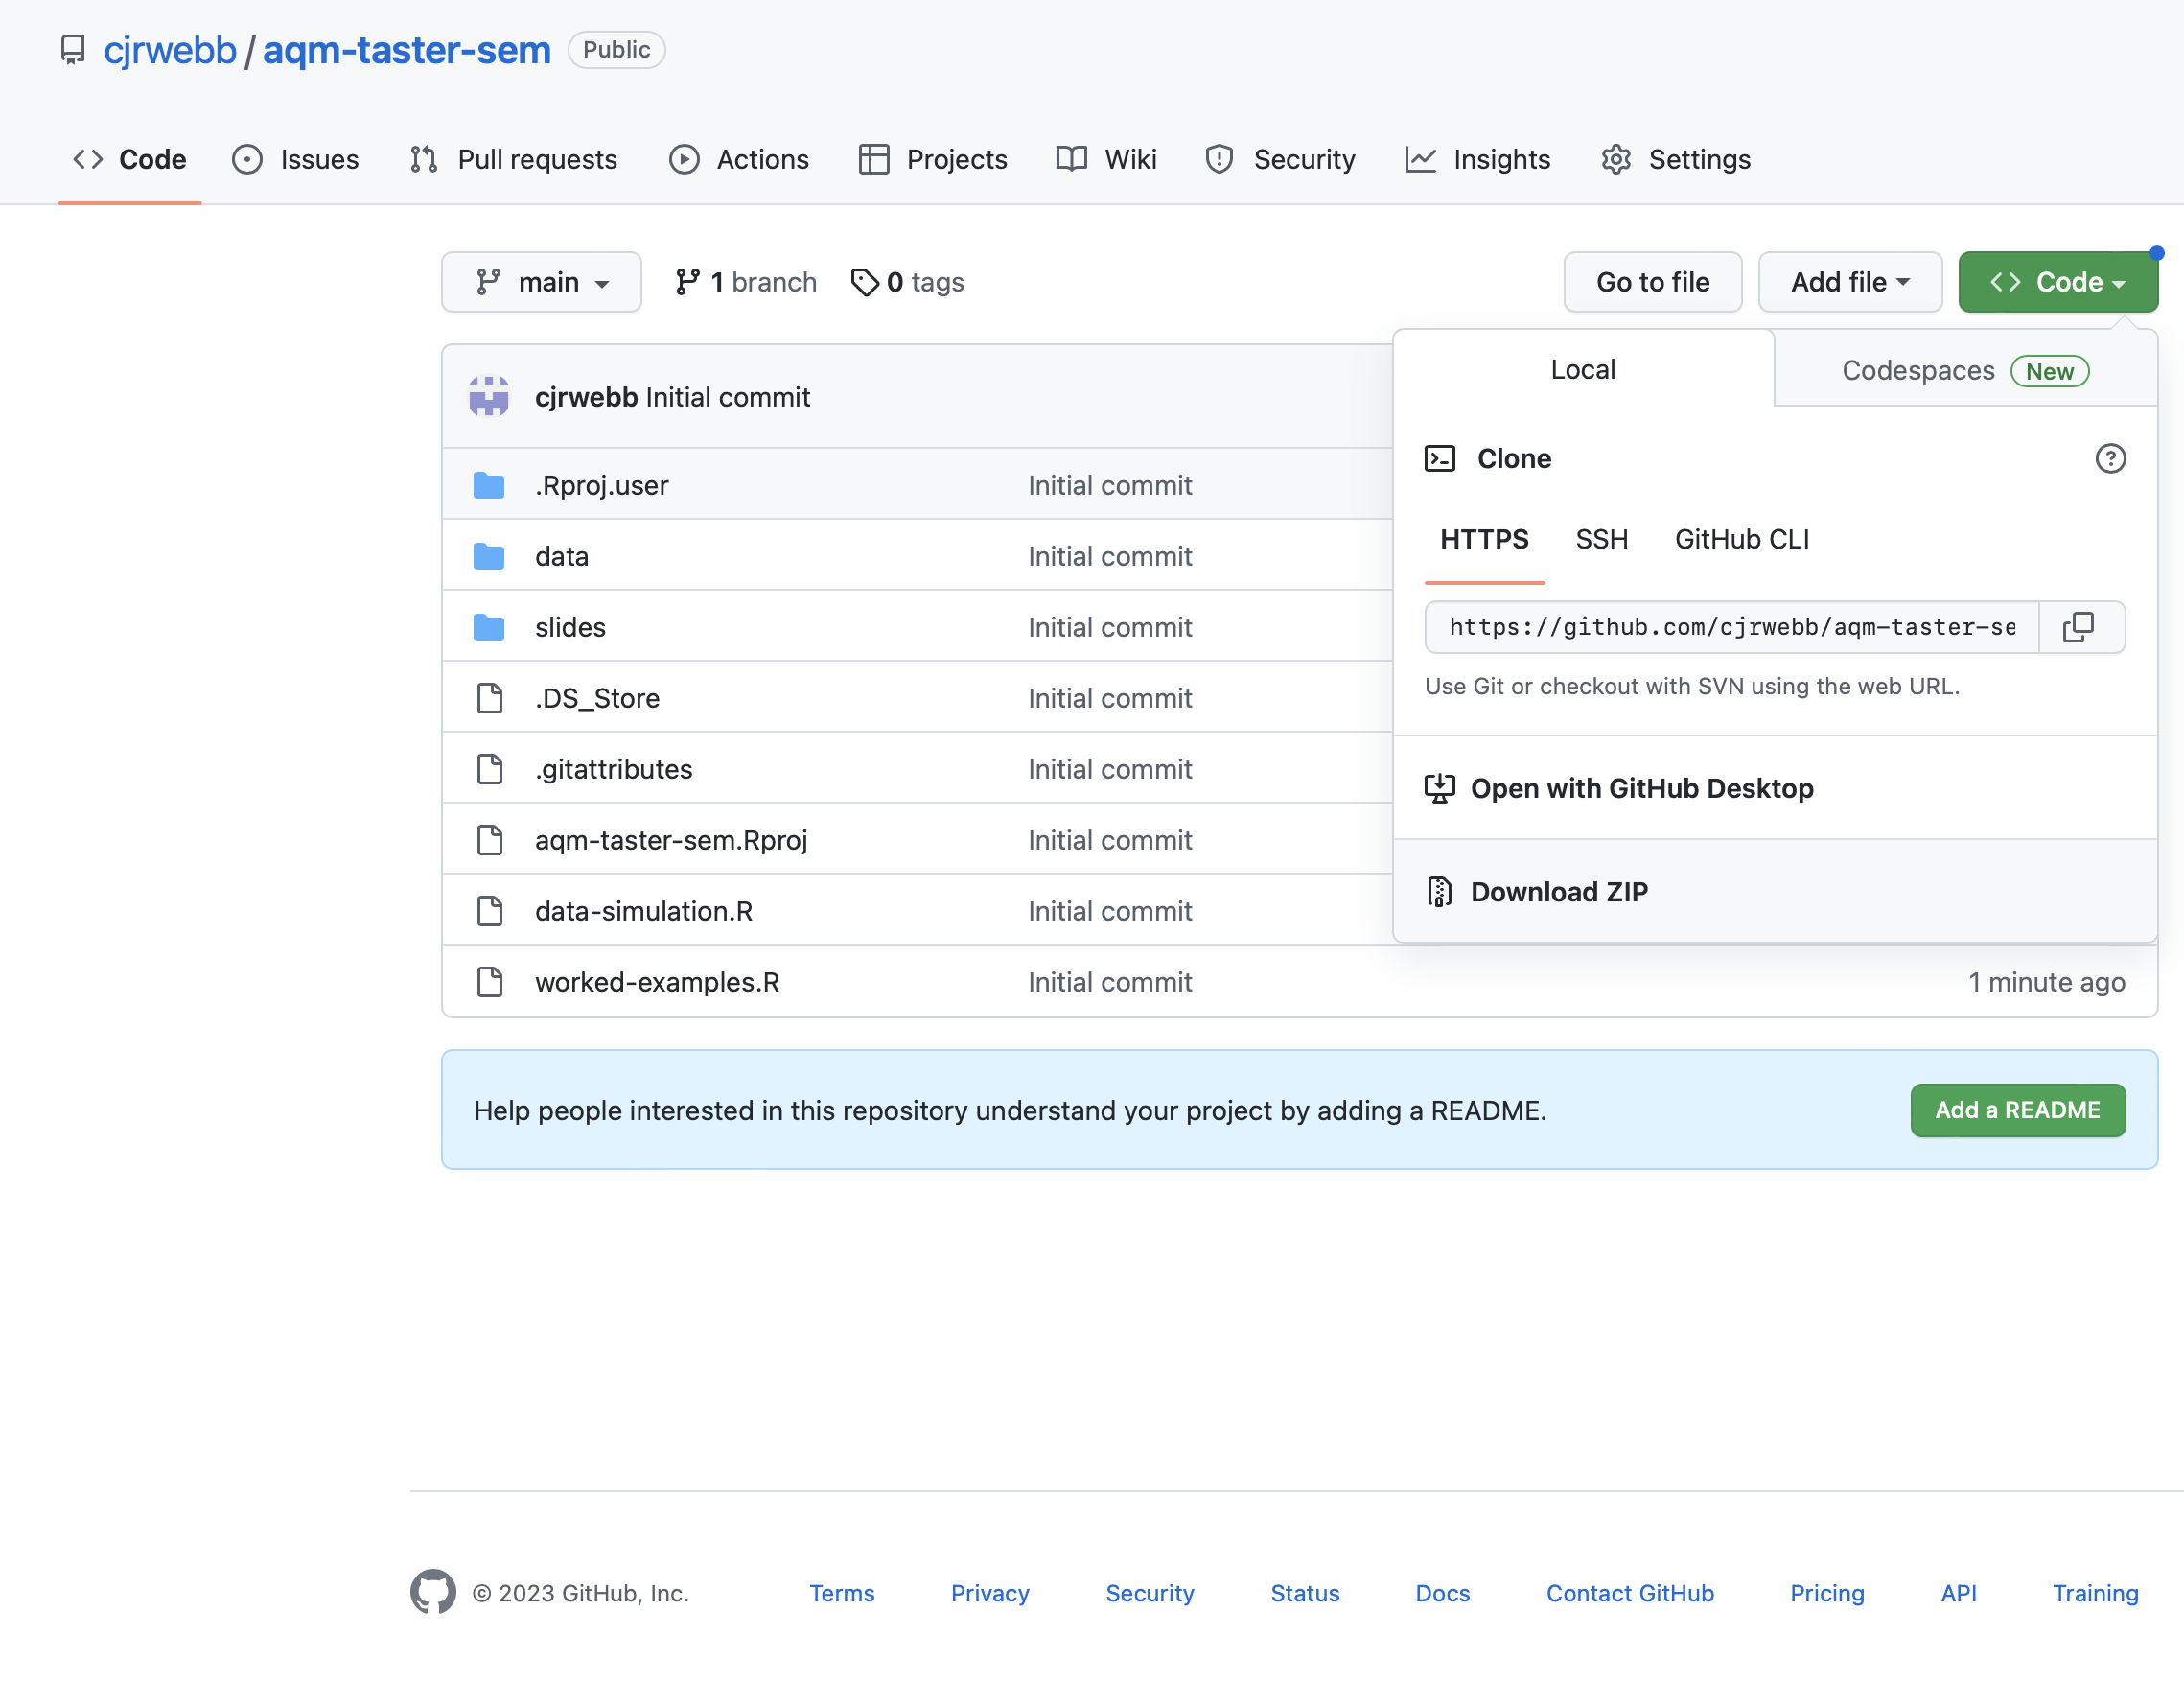 cjrwebb / aqm-taster-sem Public
Code Issues Pull requests Actions Projects Wiki Security Insights Settings
main 1 branch 0 tags Go to file Add file Code
Local Codespaces New
cjrwebb Initial commit
Clone
.Rproj.user Initial commit
HTTPS SSH GitHub CLI
data Initial commit
https://github.com/cjrwebb/aqm-taster-se
slides Initial commit
Use Git or checkout with SVN using the web URL.
.DS_Store Initial commit
.gitattributes Initial commit
Open with GitHub Desktop
aqm-taster-sem.Rproj Initial commit
Download ZIP
data-simulation.R Initial commit
worked-examples.R Initial commit 1 minute ago
Help people interested in this repository understand your project by adding a README. Add a README
© 2023 GitHub, Inc. Terms Privacy Security Status Docs Contact GitHub Pricing API Training